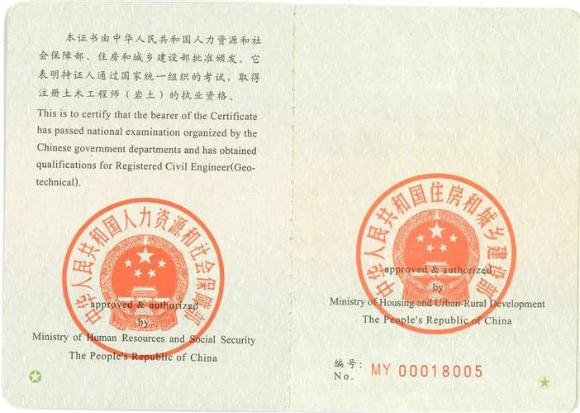 本证书由中华人民共和国人力资源和社
会保障部、住房和城乡建设部批准颁发。它
表明持证人通过国家统一组织的考试，取得
注册土木工程师（岩土）的执业资格。
This is to certify that the bearer of the Certificate
has passed national examination organized by the
Chinese government departments and has obtained
qualifications for Registered Civil Engineer(Geo-
technical).
中华人民共和国人力资源和社会保障部
approved & authorized
by
Ministry of Human Resources and Social Security
The People's Republic of China
中华人民共和国住房和城乡建设部
approved & authorized
by
Ministry of Housing and Urban-Rural Development
The People's Republic of China
编号：
No. MY 00018005